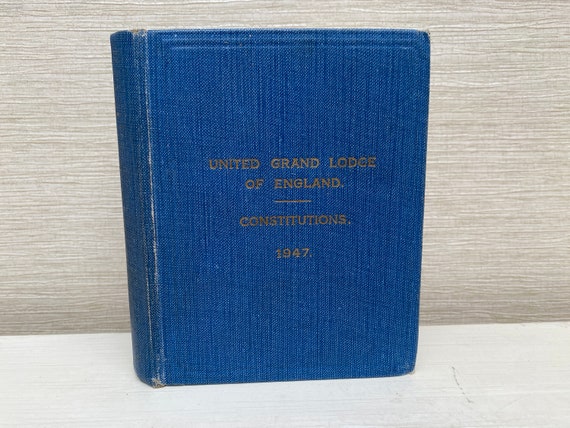 UNITED GRAND LODGE
OF ENGLAND.
CONSTITUTIONS.
1947.